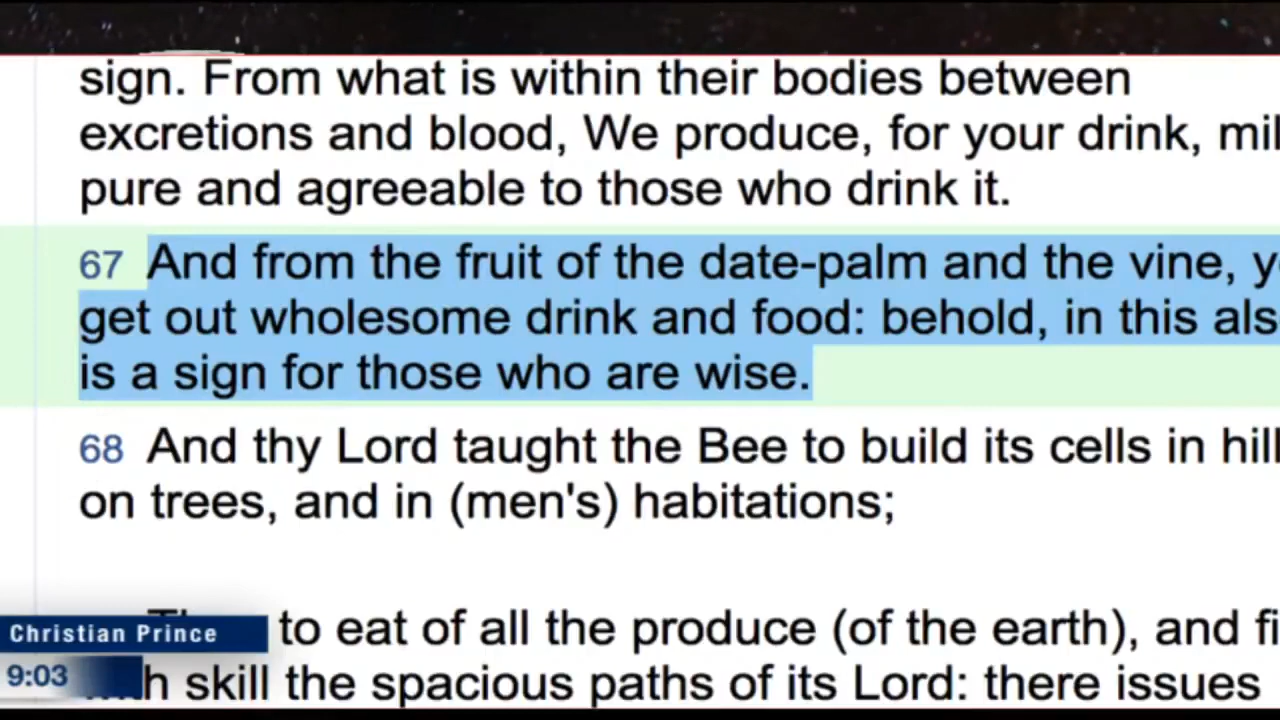 sign. From what is within their bodies between
excretions and blood, We produce, for your drink,
pure and agreeable to those who drink it.
67 And from the fruit of the date-palm and the vine,
get out wholesome drink and food: behold, in this
is a sign for those who are wise.
68 And thy Lord taught the Bee to build its cells in
on trees, and in (men's) habitations;
to eat of all the produce (of the earth), and
skill the spacious paths of its Lord: there issues
Christian Prince
9:03